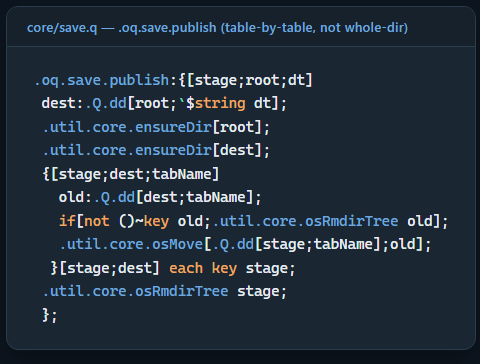 core/save.q — .oq.save.publish (table-by-table, not whole-dir)
.oq.save.publish:{[stage;root;dt]
 dest:.Q.dd[root;`$string dt];
 .util.core.ensureDir[root];
 .util.core.ensureDir[dest];
 {[stage;dest;tabName]
   old:.Q.dd[dest;tabName];
   if[not ()~key old;.util.core.osRmdirTree old];
   .util.core.osMove[.Q.dd[stage;tabName];old];
  }[stage;dest] each key stage;
 .util.core.osRmdirTree stage;
 };